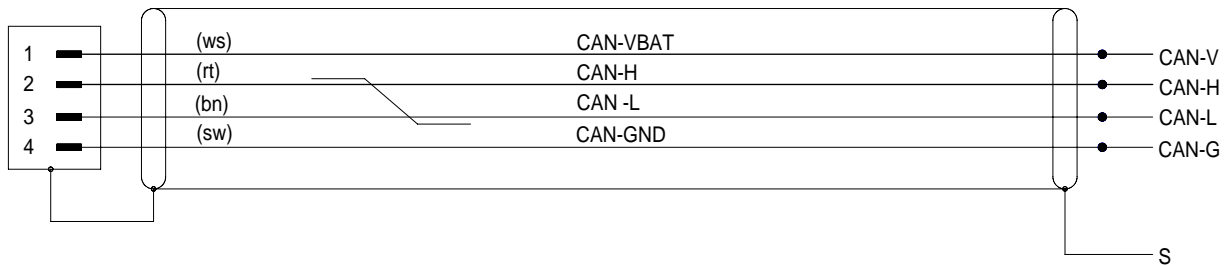 1 (ws) CAN-VBAT CAN-V
2 (rt) CAN-H CAN-H
3 (bn) CAN -L CAN-L
4 (sw) CAN-GND CAN-G
S